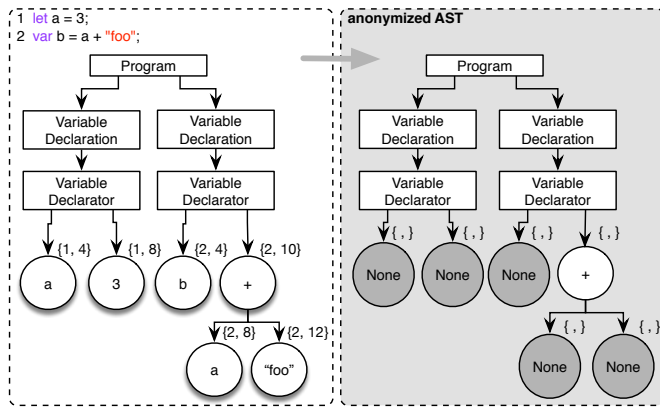 1 let a = 3;
2 var b = a + "foo";
Program
Variable
Declaration
Variable
Declaration
Variable
Declarator
Variable
Declarator
{1, 4}
{1, 8}
{2, 4}
{2, 10}
a
3
b
+
{2, 8}
{2, 12}
a
“foo”
anonymized AST
Program
Variable
Declaration
Variable
Declaration
Variable
Declarator
Variable
Declarator
{ , }
{ , }
{ , }
{ , }
None
None
None
+
{ , }
{ , }
None
None